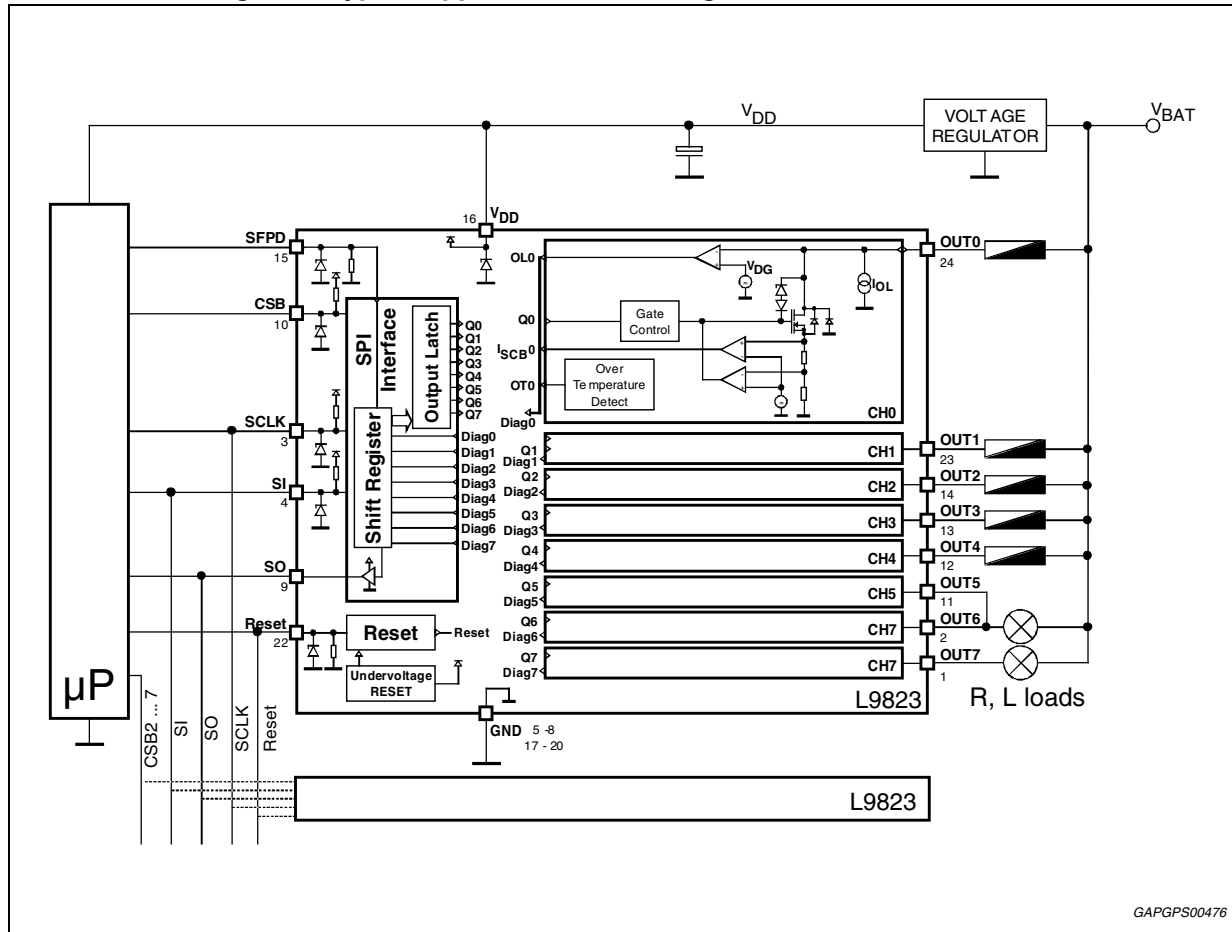 V_DD
VOLTAGE
REGULATOR
V_BAT
16 V_DD
SFPD
15
CSB
10
SCLK
3
SI
4
SO
9
Reset
22
µP
SPI
Interface
Shift Register
Output Latch
Q0
Q1
Q2
Q3
Q4
Q5
Q6
Q7
Diag0
Diag1
Diag2
Diag3
Diag4
Diag5
Diag6
Diag7
Reset
Reset
Undervoltage
RESET
GND 5 -8
17 - 20
OL0
V_DG
I_OL
Q0
Gate
Control
I_SCB0
OT0
Over
Temperature
Detect
Diag0
CH0
OUT0
24
Q1
Diag1
CH1
OUT1
23
Q2
Diag2
CH2
OUT2
14
Q3
Diag3
CH3
OUT3
13
Q4
Diag4
CH4
OUT4
12
Q5
Diag5
CH5
OUT5
11
Q6
Diag6
CH7
OUT6
2
Q7
Diag7
CH7
OUT7
1
L9823
R, L loads
CSB2 ... 7
SI
SO
SCLK
Reset
L9823
GAPGPS00476